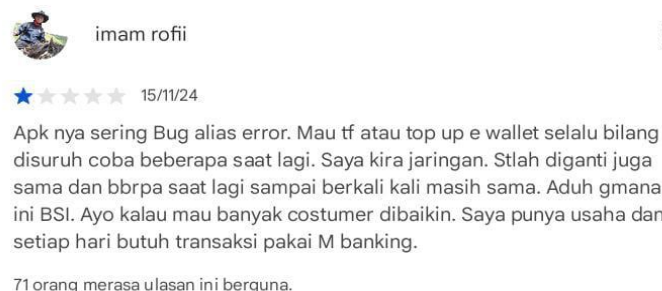 imam rofii
15/11/24
Apk nya sering Bug alias error. Mau tf atau top up e wallet selalu bilang
disuruh coba beberapa saat lagi. Saya kira jaringan. Stlah diganti juga
sama dan bbrpa saat lagi sampai berkali kali masih sama. Aduh gmana
ini BSI. Ayo kalau mau banyak costumer dibaikin. Saya punya usaha dan
setiap hari butuh transaksi pakai M banking.
71 orang merasa ulasan ini berguna.